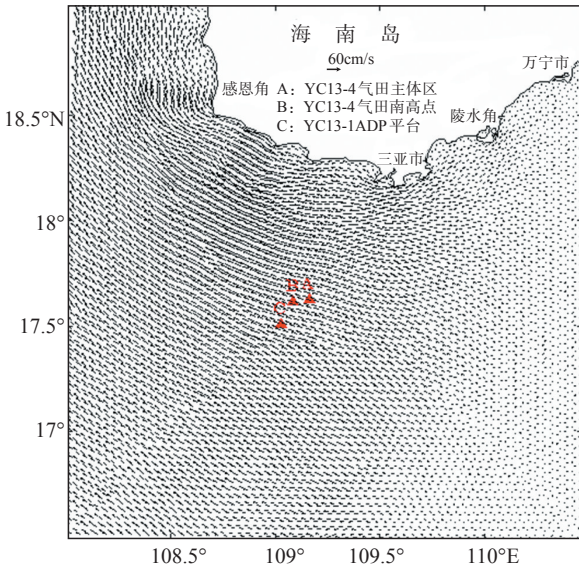 海 南 岛
60cm/s
万宁市
感恩角 A：YC13-4气田主体区
B：YC13-4气田南高点
C：YC13-1ADP平台
陵水角
18.5°N
三亚市
18°
B A
C
17.5°
17°
108.5° 109° 109.5° 110°E